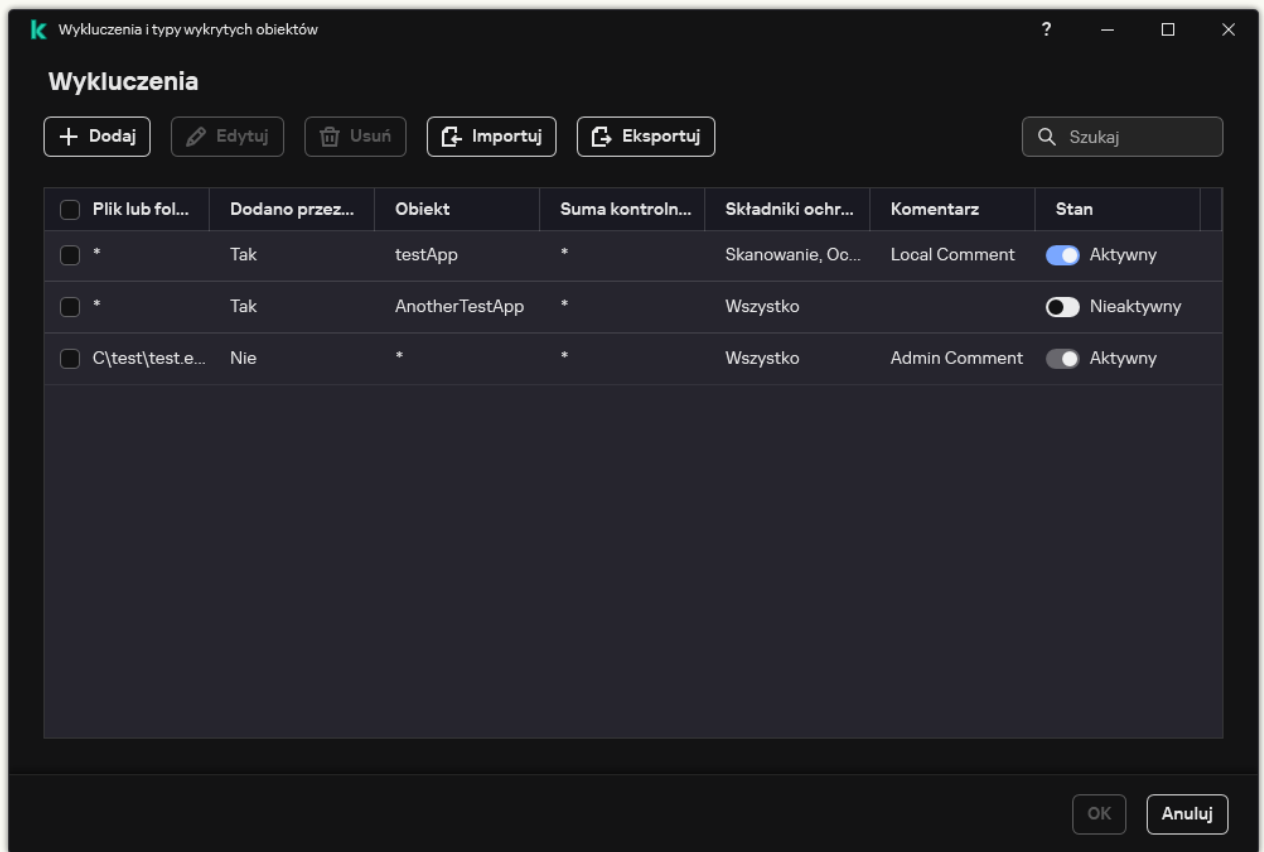 Wykluczenia i typy wykrytych obiektów
?
Wykluczenia
Dodaj Edytuj Usuń Importuj Eksportuj Szukaj
Plik lub fol... Dodano przez... Obiekt Suma kontroln... Składniki ochr... Komentarz Stan
* Tak testApp * Skanowanie, Oc... Local Comment Aktywny
* Tak AnotherTestApp * Wszystko Nieaktywny
C\test\test.e... Nie * * Wszystko Admin Comment Aktywny
OK Anuluj